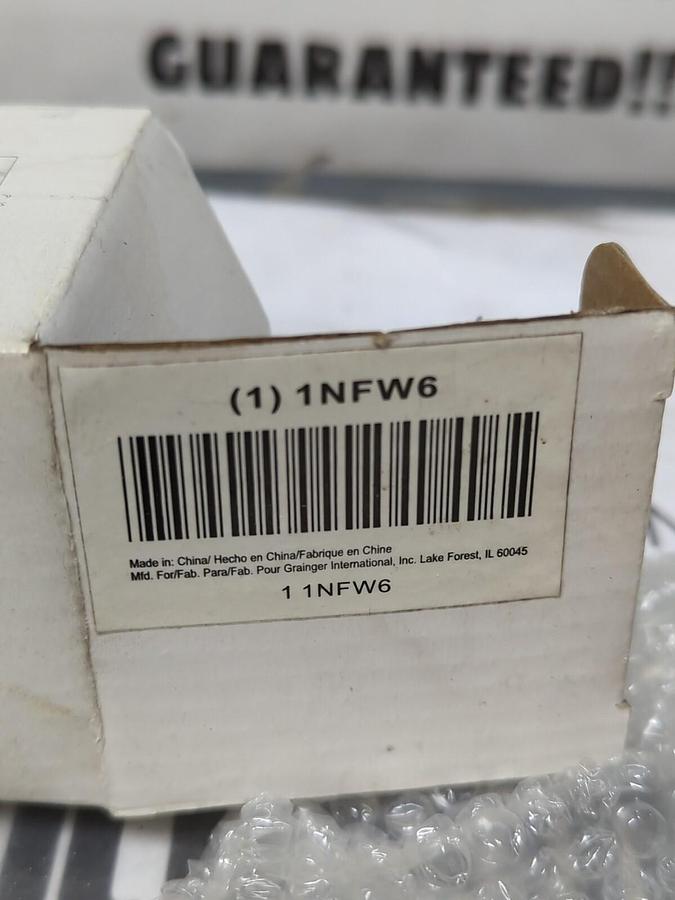 GUARANTEED!!
(1) 1NFW6
Made in: China/ Hecho en China/Fabrique en Chine
Mfd. For/Fab. Para/Fab. Pour Grainger International, Inc. Lake Forest, IL 60045
1 1NFW6